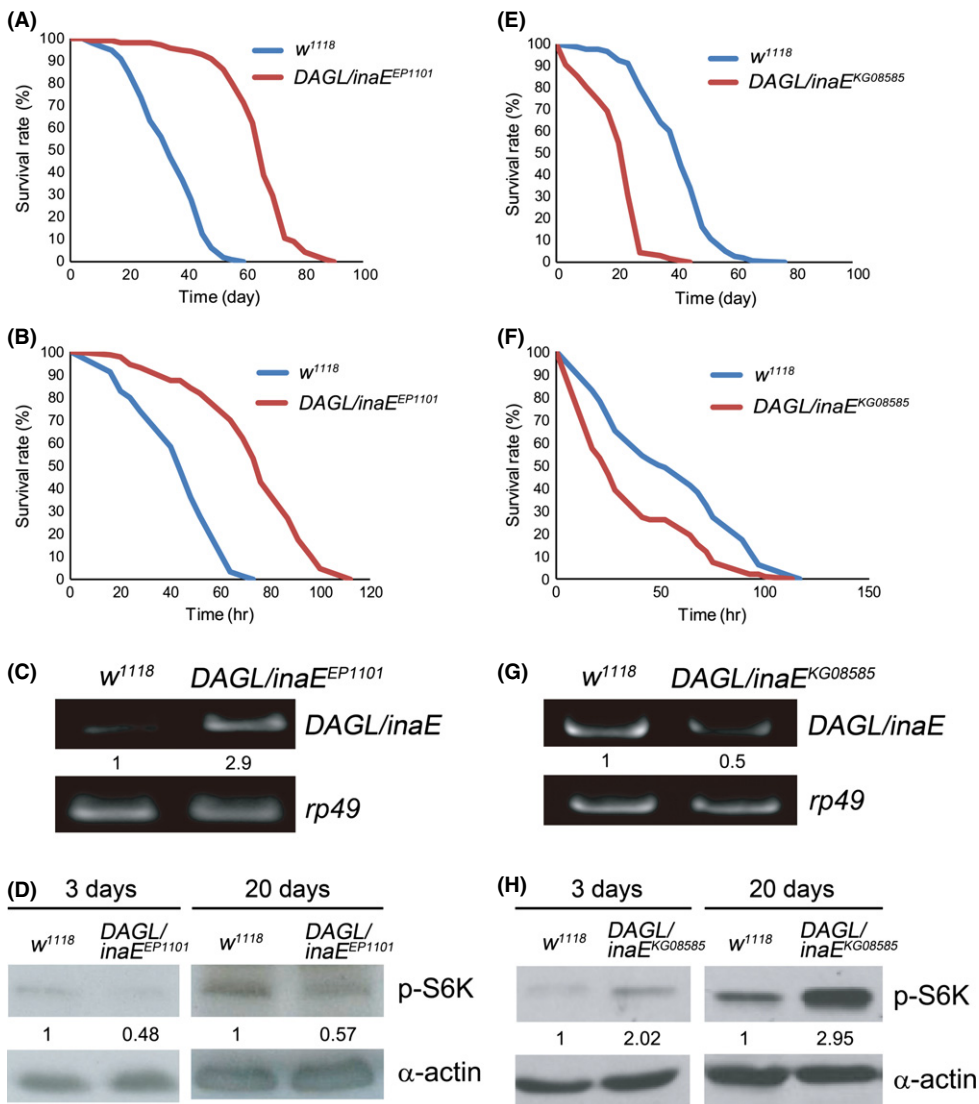 (A)
100
90
80
70
60
50
40
30
20
10
0
Survival rate (%)
w1118
DAGL/inaEEP1101
0 20 40 60 80 100
Time (day)
(B)
100
90
80
70
60
50
40
30
20
10
0
Survival rate (%)
w1118
DAGL/inaEEP1101
0 20 40 60 80 100 120
Time (hr)
(C)
w1118 DAGL/inaEEP1101
DAGL/inaE
1 2.9
rp49
(D)
3 days 20 days
w1118 DAGL/ inaEEP1101 w1118 DAGL/ inaEEP1101
p-S6K
1 0.48 1 0.57
α-actin
(E)
100
90
80
70
60
50
40
30
20
10
0
Survival rate (%)
w1118
DAGL/inaEKG08585
0 20 40 60 80 100
Time (day)
(F)
100
90
80
70
60
50
40
30
20
10
0
Survival rate (%)
w1118
DAGL/inaEKG08585
0 50 100 150
Time (hr)
(G)
w1118 DAGL/inaEKG08585
DAGL/inaE
1 0.5
rp49
(H)
3 days 20 days
w1118 DAGL/ inaEKG08585 w1118 DAGL/ inaEKG08585
p-S6K
1 2.02 1 2.95
α-actin